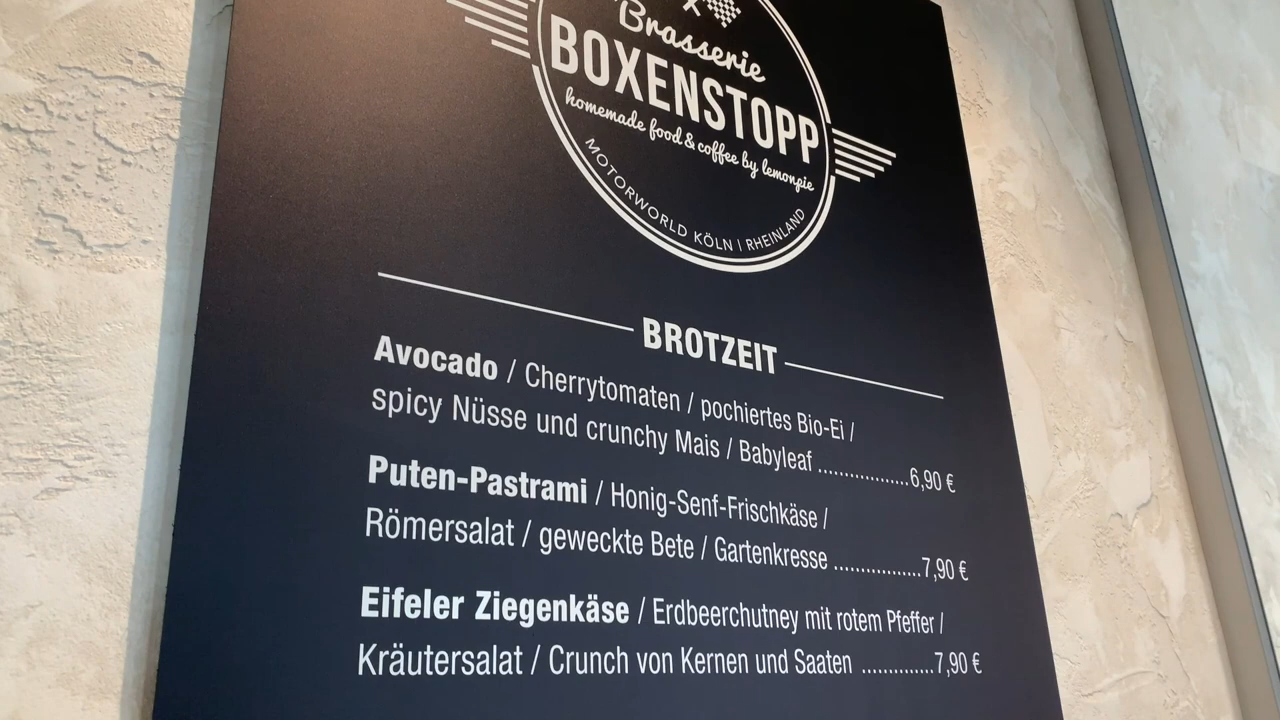 Brasserie
BOXENSTOPP
homemade food & coffee by lemonpie
MOTORWORLD KÖLN | RHEINLAND
BROTZEIT
Avocado / Cherrytomaten / pochiertes Bio-Ei /
spicy Nüsse und crunchy Mais / Babyleaf .................6,90 €
Puten-Pastrami / Honig-Senf-Frischkäse /
Römersalat / geweckte Bete / Gartenkresse .................7,90 €
Eifeler Ziegenkäse / Erdbeerchutney mit rotem Pfeffer /
Kräutersalat / Crunch von Kernen und Saaten ..............7,90 €